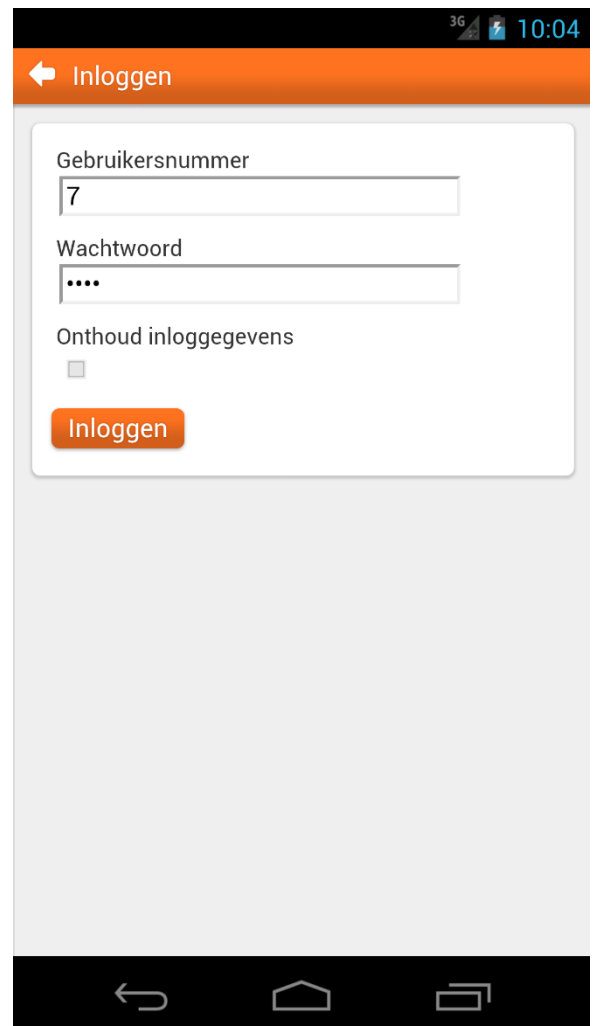 3G 10:04
Inloggen
Gebruikersnummer
7
Wachtwoord
••••
Onthoud inloggegevens
Inloggen